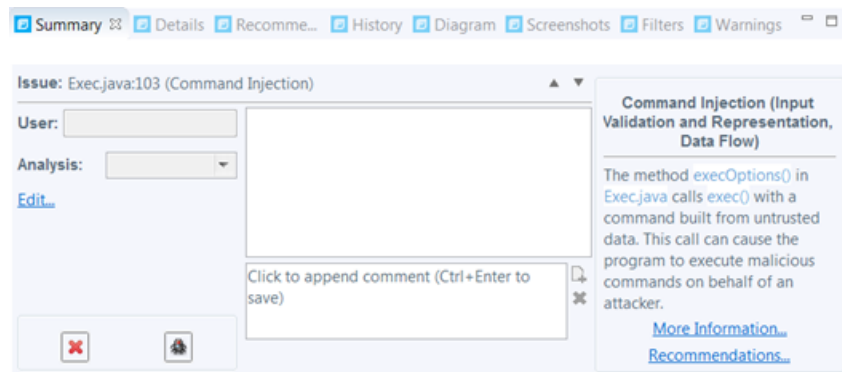 Summary Details Recomme... History Diagram Screenshots Filters Warnings
Issue: Exec.java:103 (Command Injection)
User:
Analysis:
Edit...
Click to append comment (Ctrl+Enter to
save)
Command Injection (Input
Validation and Representation,
Data Flow)
The method execOptions() in
Exec.java calls exec() with a
command built from untrusted
data. This call can cause the
program to execute malicious
commands on behalf of an
attacker.
More Information...
Recommendations...